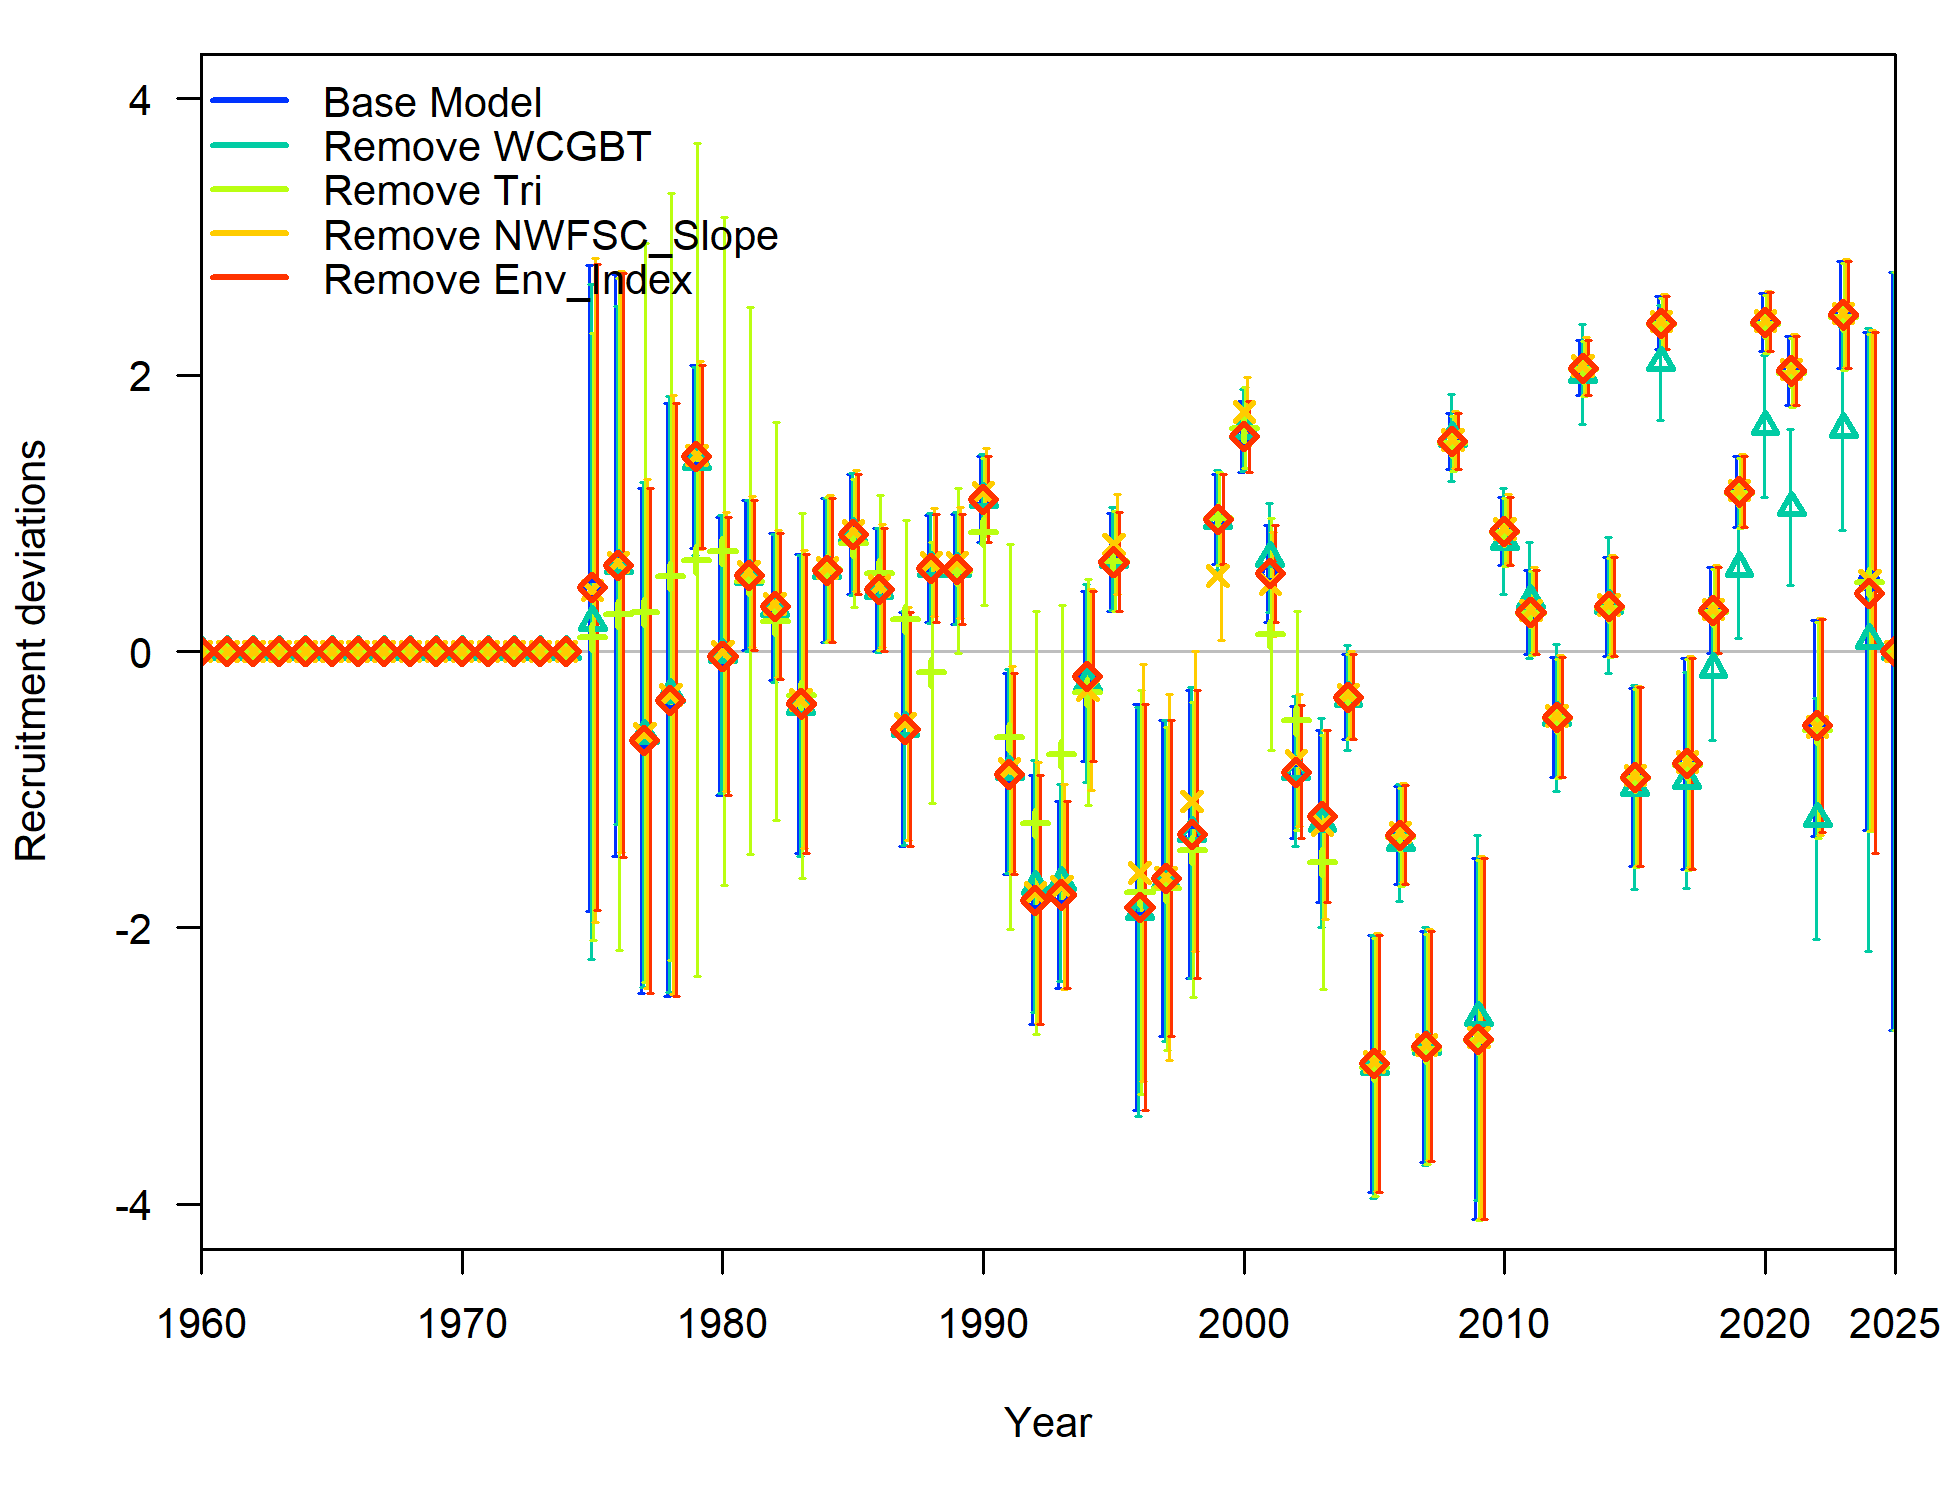 4
2
0
-2
-4
Recruitment deviations
Base Model
Remove WCGBT
Remove Tri
Remove NWFSC_Slope
Remove Env_Index
1960 1970 1980 1990 2000 2010 2020 2025
Year